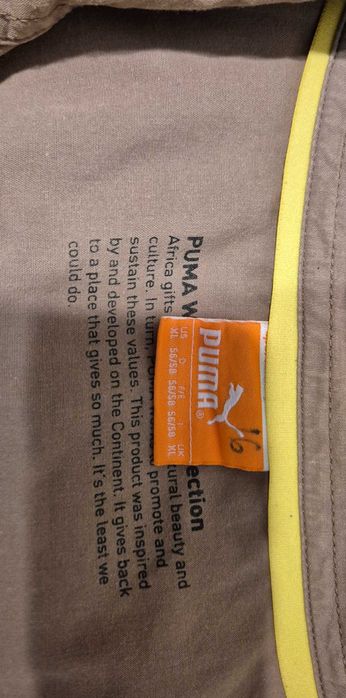 PUMA W ection
Africa gifts tural beauty and
culture. In turn, promote and
sustain these values. This product was inspired
by and developed on the Continent. It gives back
to a place that gives so much. It's the least we
could do.
16
PUMA®
US D F/E I UK
XL 56/58 56/58 56/58 XL